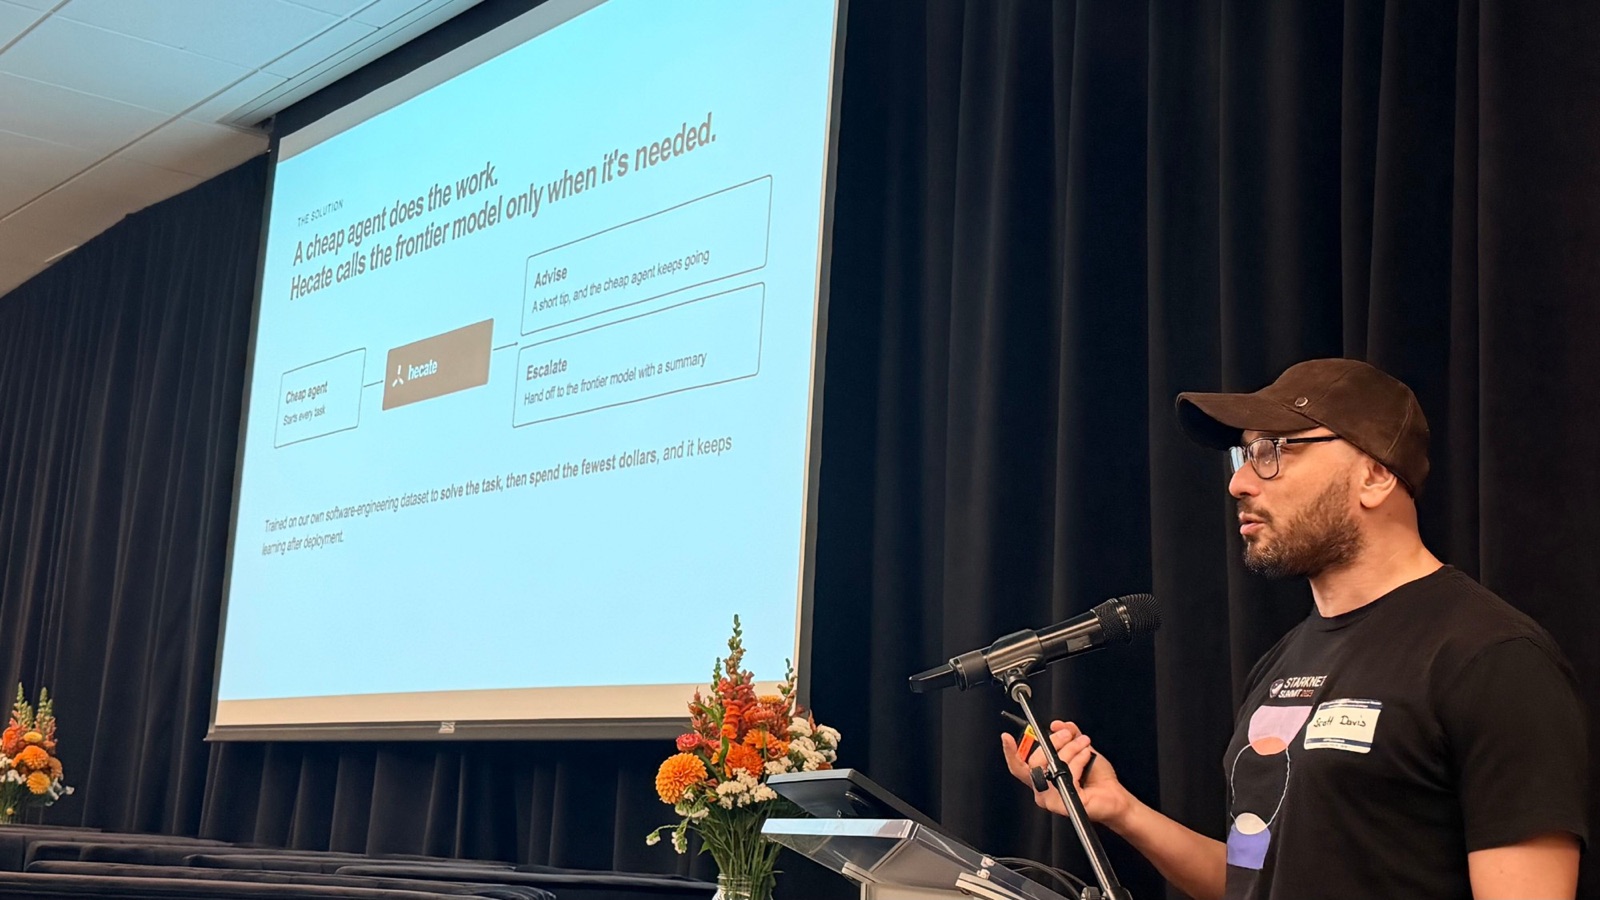 THE SOLUTION
A cheap agent does the work.
Hecate calls the frontier model only when it's needed.
Cheap agent
Starts every task
hecate
Advise
A short tip, and the cheap agent keeps going
Escalate
Hand off to the frontier model with a summary
Trained on our own software-engineering dataset to solve the task, then spend the fewest dollars, and it keeps
learning after deployment.
STARKNET
SUMMIT
Scott Davis